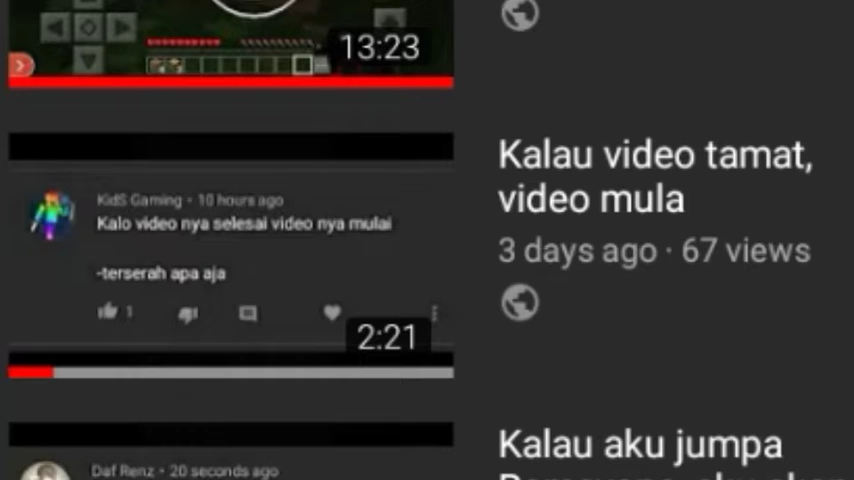 13:23
Kalau video tamat,
video mula
3 days ago · 67 views
KidS Gaming • 10 hours ago
Kalo video nya selesai video nya mulai
-terserah apa aja
1
2:21
Kalau aku jumpa
Daf Renz • 20 seconds ago